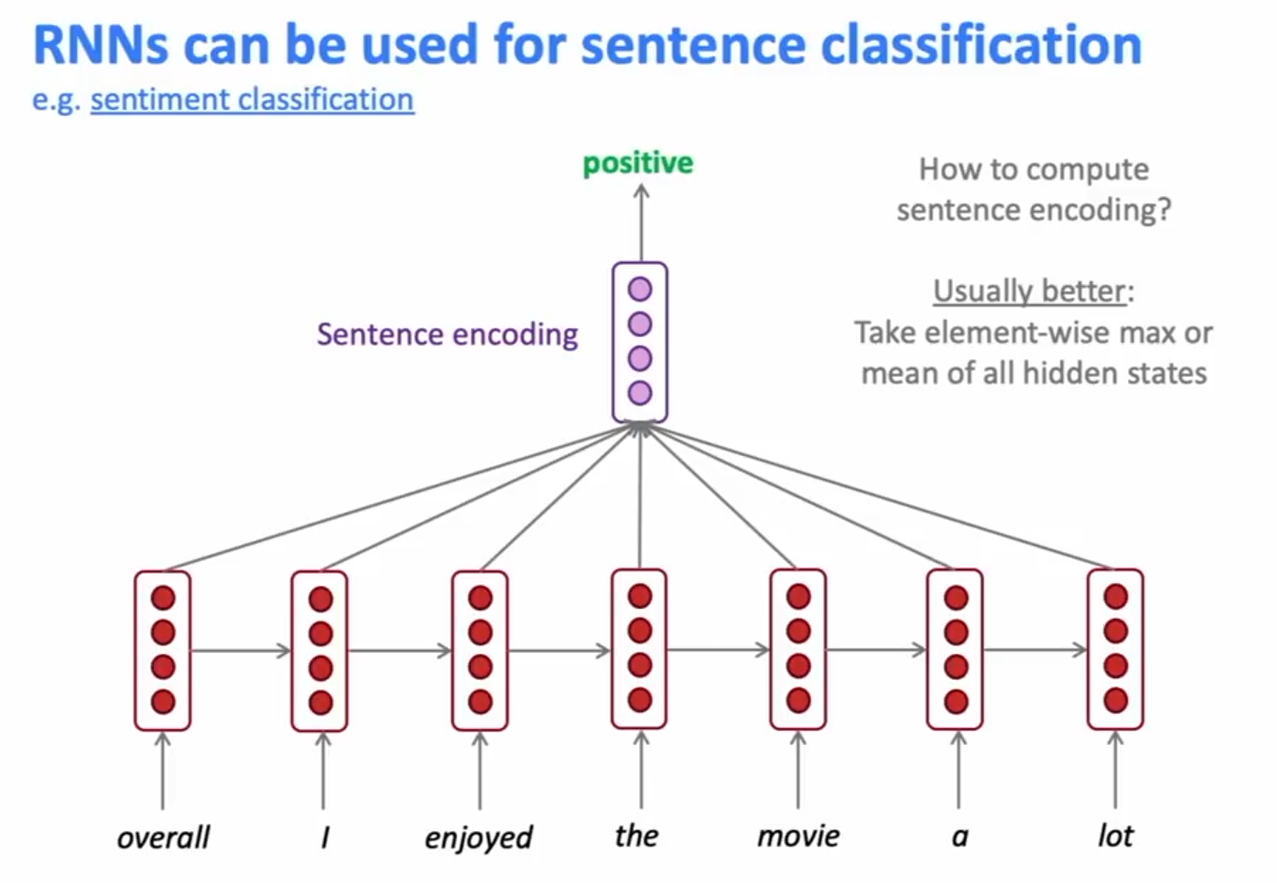 RNNs can be used for sentence classification
e.g. sentiment classification
positive
How to compute
sentence encoding?
Usually better:
Take element-wise max or
mean of all hidden states
Sentence encoding
overall I enjoyed the movie a lot